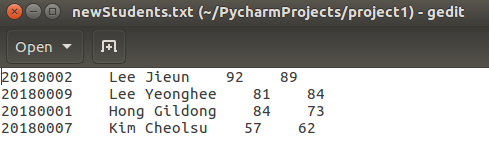 newStudents.txt (~/PycharmProjects/project1) - gedit
Open
20180002 Lee Jieun 92 89
20180009 Lee Yeonghee 81 84
20180001 Hong Gildong 84 73
20180007 Kim Cheolsu 57 62